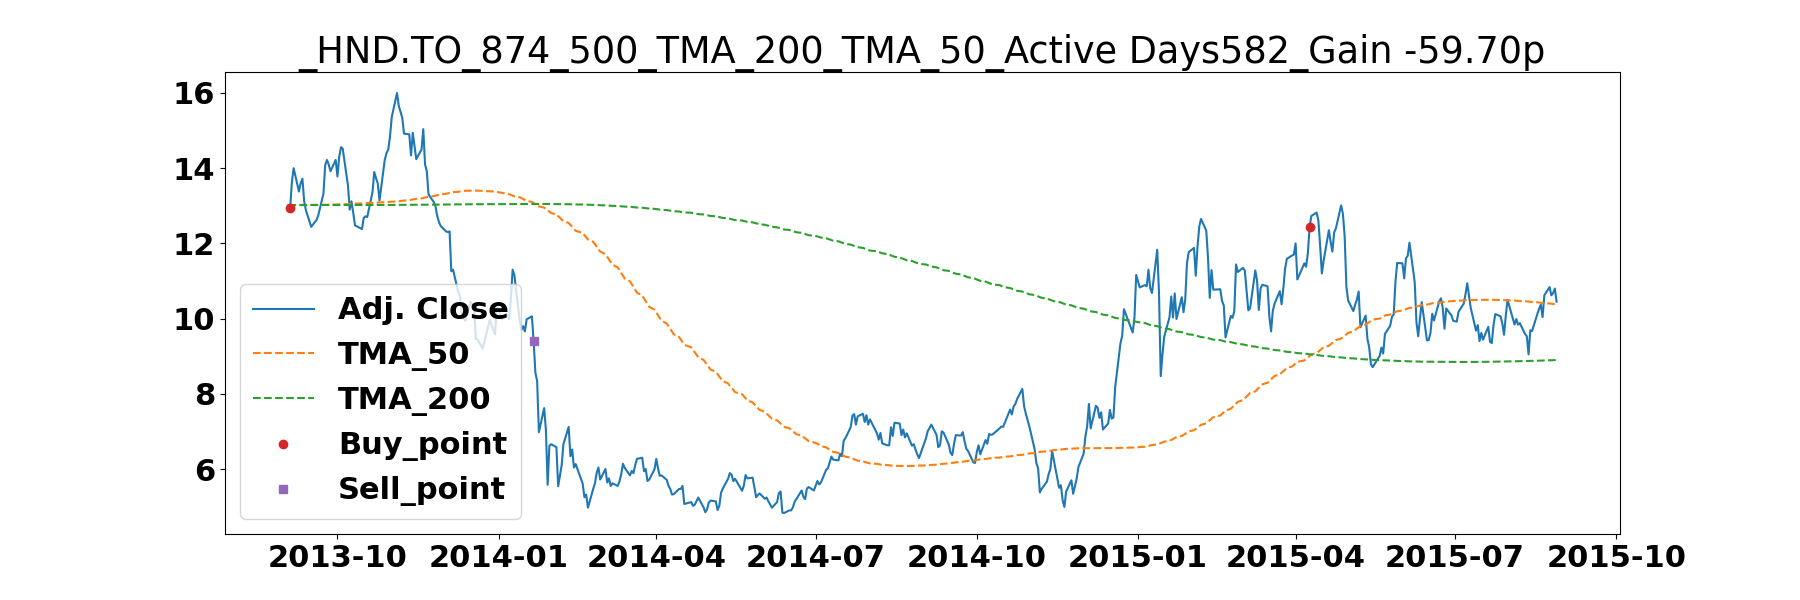 _HND.TO_874_500_TMA_200_TMA_50_Active Days582_Gain -59.70p
16
14
12
10
8
6
Adj. Close
TMA_50
TMA_200
Buy_point
Sell_point
2013-10 2014-01 2014-04 2014-07 2014-10 2015-01 2015-04 2015-07 2015-10